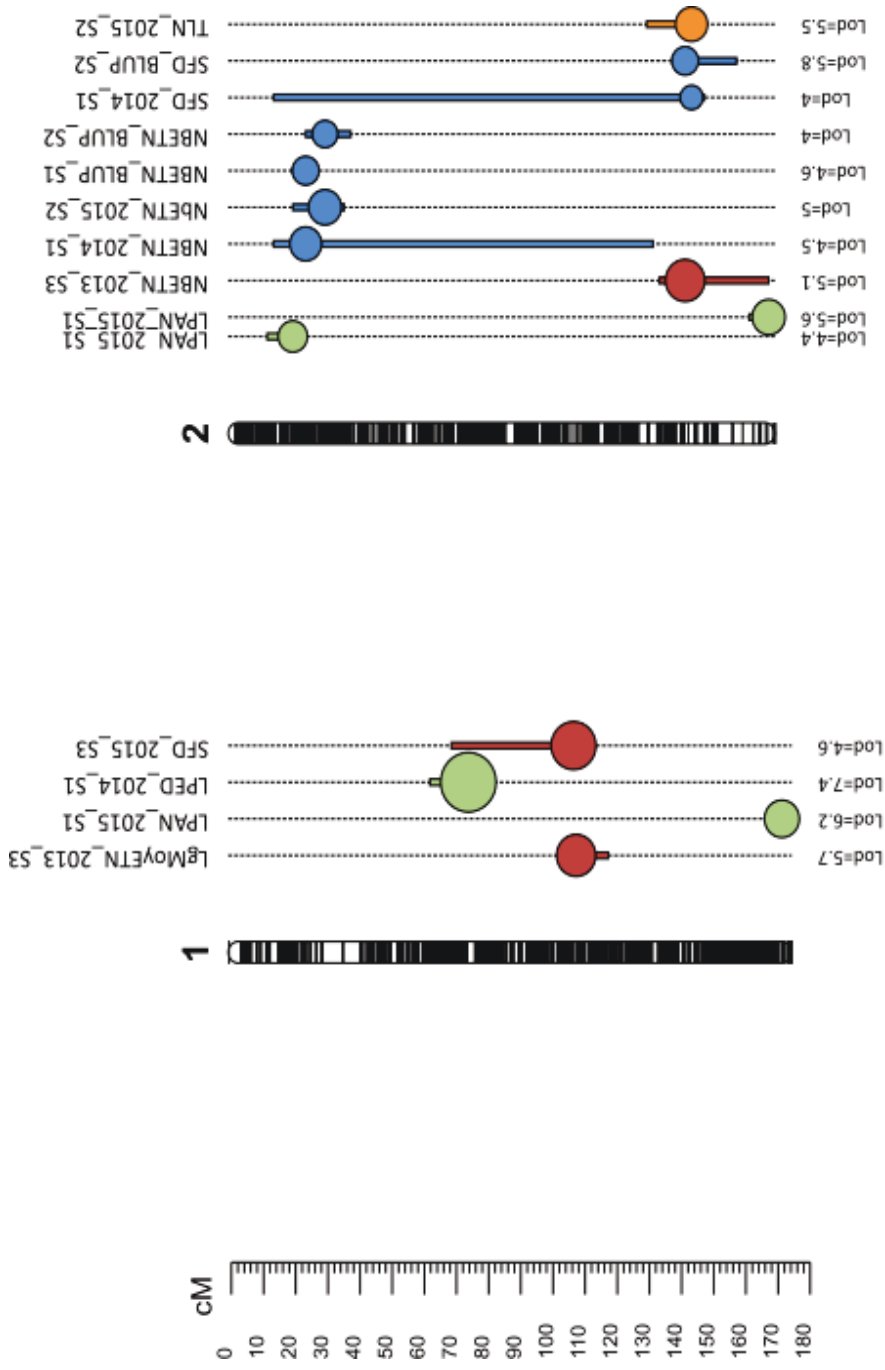 TLN_2015_S2
Lod=5.5
SFD_BLUP_S2
Lod=5.8
SFD_2014_S1
Lod=4
NBETN_BLUP_S2
Lod=4
NBETN_BLUP_S1
Lod=4.6
NbETN_2015_S2
Lod=5
NBETN_2014_S1
Lod=4.5
NBETN_2013_S3
Lod=5.1
LPAN_2015_S1
Lod=5.6
LPAN_2015_S1
Lod=4.4
2
SFD_2015_S3
Lod=4.6
LPED_2014_S1
Lod=7.4
LPAN_2015_S1
Lod=6.2
LgMoyETN_2013_S3
Lod=5.7
1
cM
0
10
20
30
40
50
60
70
80
90
100
110
120
130
140
150
160
170
180